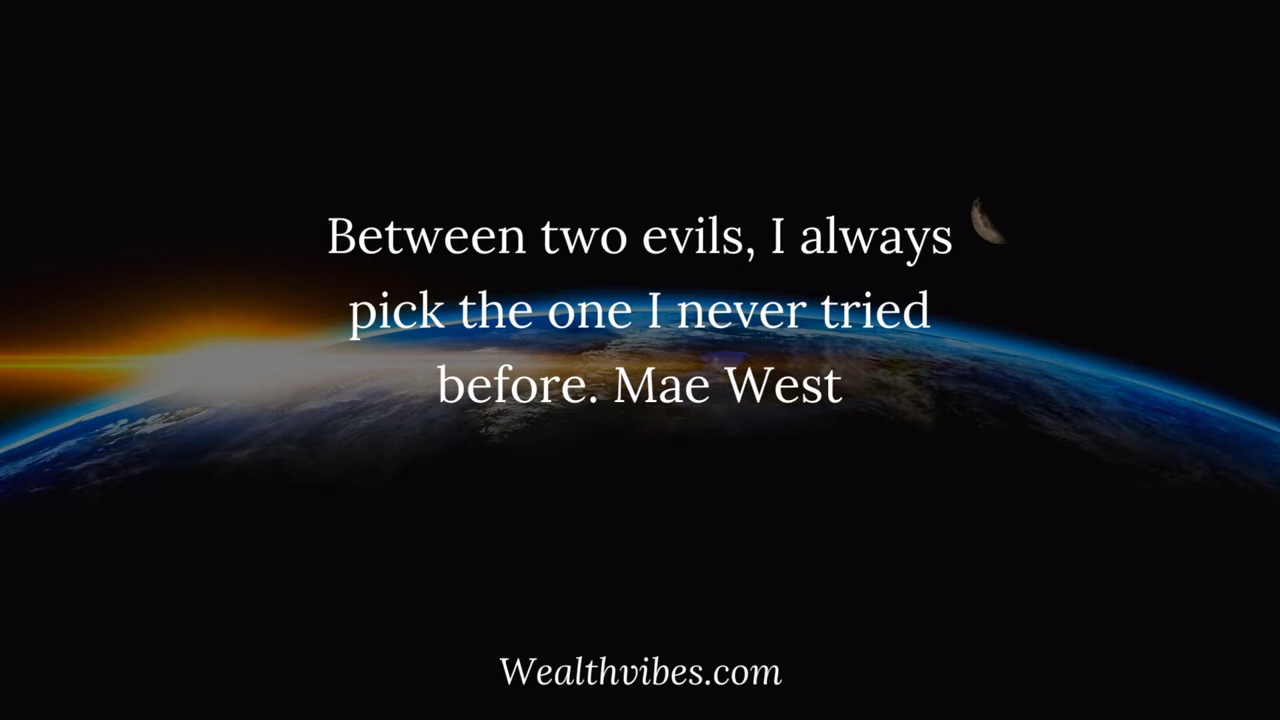 Between two evils, I always
pick the one I never tried
before. Mae West
Wealthvibes.com